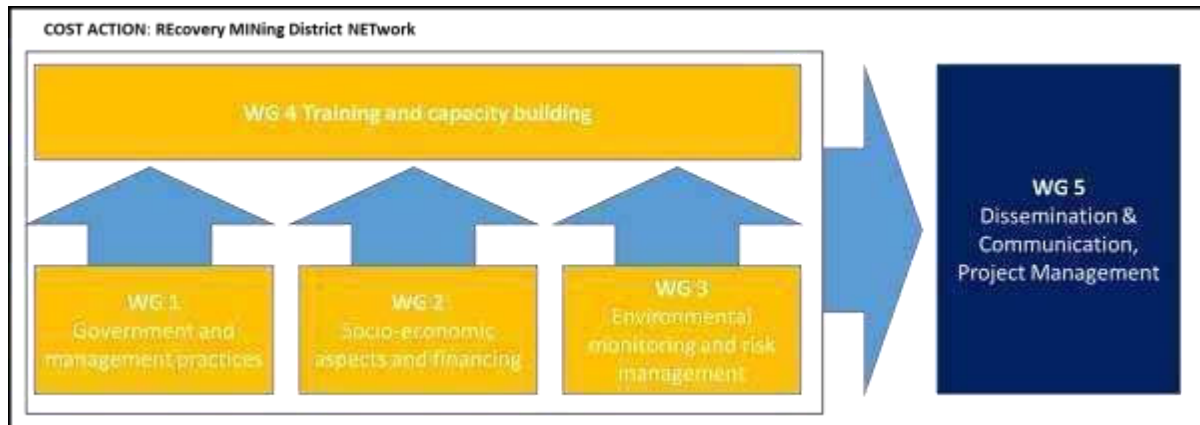 COST ACTION: REcovery MINing District NETwork
WG 4 Training and capacity building
WG 1
Government and
management practices
WG 2
Socio-economic
aspects and financing
WG 3
Environmental
monitoring and risk
management
WG 5
Dissemination &
Communication,
Project Management